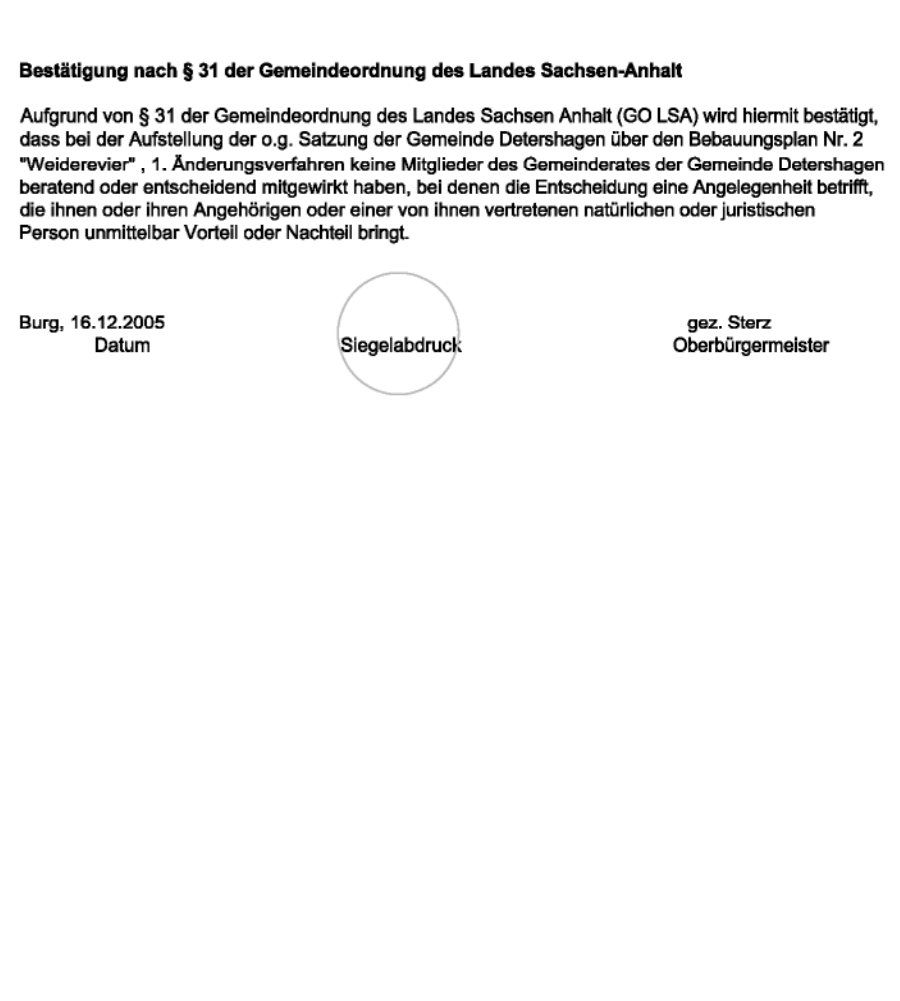 Bestätigung nach § 31 der Gemeindeordnung des Landes Sachsen-Anhalt
Aufgrund von § 31 der Gemeindeordnung des Landes Sachsen Anhalt (GO LSA) wird hiermit bestätigt,
dass bei der Aufstellung der o.g. Satzung der Gemeinde Detershagen über den Bebauungsplan Nr. 2
"Weiderevier" , 1. Änderungsverfahren keine Mitglieder des Gemeinderates der Gemeinde Detershagen
beratend oder entscheidend mitgewirkt haben, bei denen die Entscheidung eine Angelegenheit betrifft,
die ihnen oder ihren Angehörigen oder einer von ihnen vertretenen natürlichen oder juristischen
Person unmittelbar Vorteil oder Nachteil bringt.
Burg, 16.12.2005 gez. Sterz
Datum Siegelabdruck Oberbürgermeister